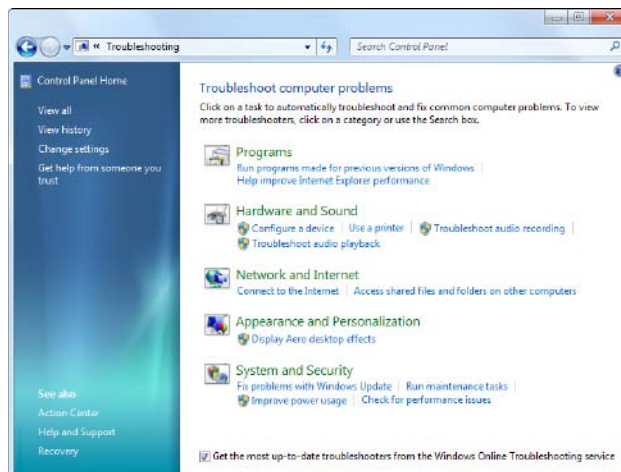 « Troubleshooting
Search Control Panel
Control Panel Home
View all
View history
Change settings
Get help from someone you
trust
See also
Action Center
Help and Support
Recovery
Troubleshoot computer problems
Click on a task to automatically troubleshoot and fix common computer problems. To view
more troubleshooters, click on a category or use the Search box.
Programs
Run programs made for previous versions of Windows
Help improve Internet Explorer performance
Hardware and Sound
Configure a device Use a printer Troubleshoot audio recording
Troubleshoot audio playback
Network and Internet
Connect to the Internet Access shared files and folders on other computers
Appearance and Personalization
Display Aero desktop effects
System and Security
Fix problems with Windows Update Run maintenance tasks
Improve power usage Check for performance issues
Get the most up-to-date troubleshooters from the Windows Online Troubleshooting service